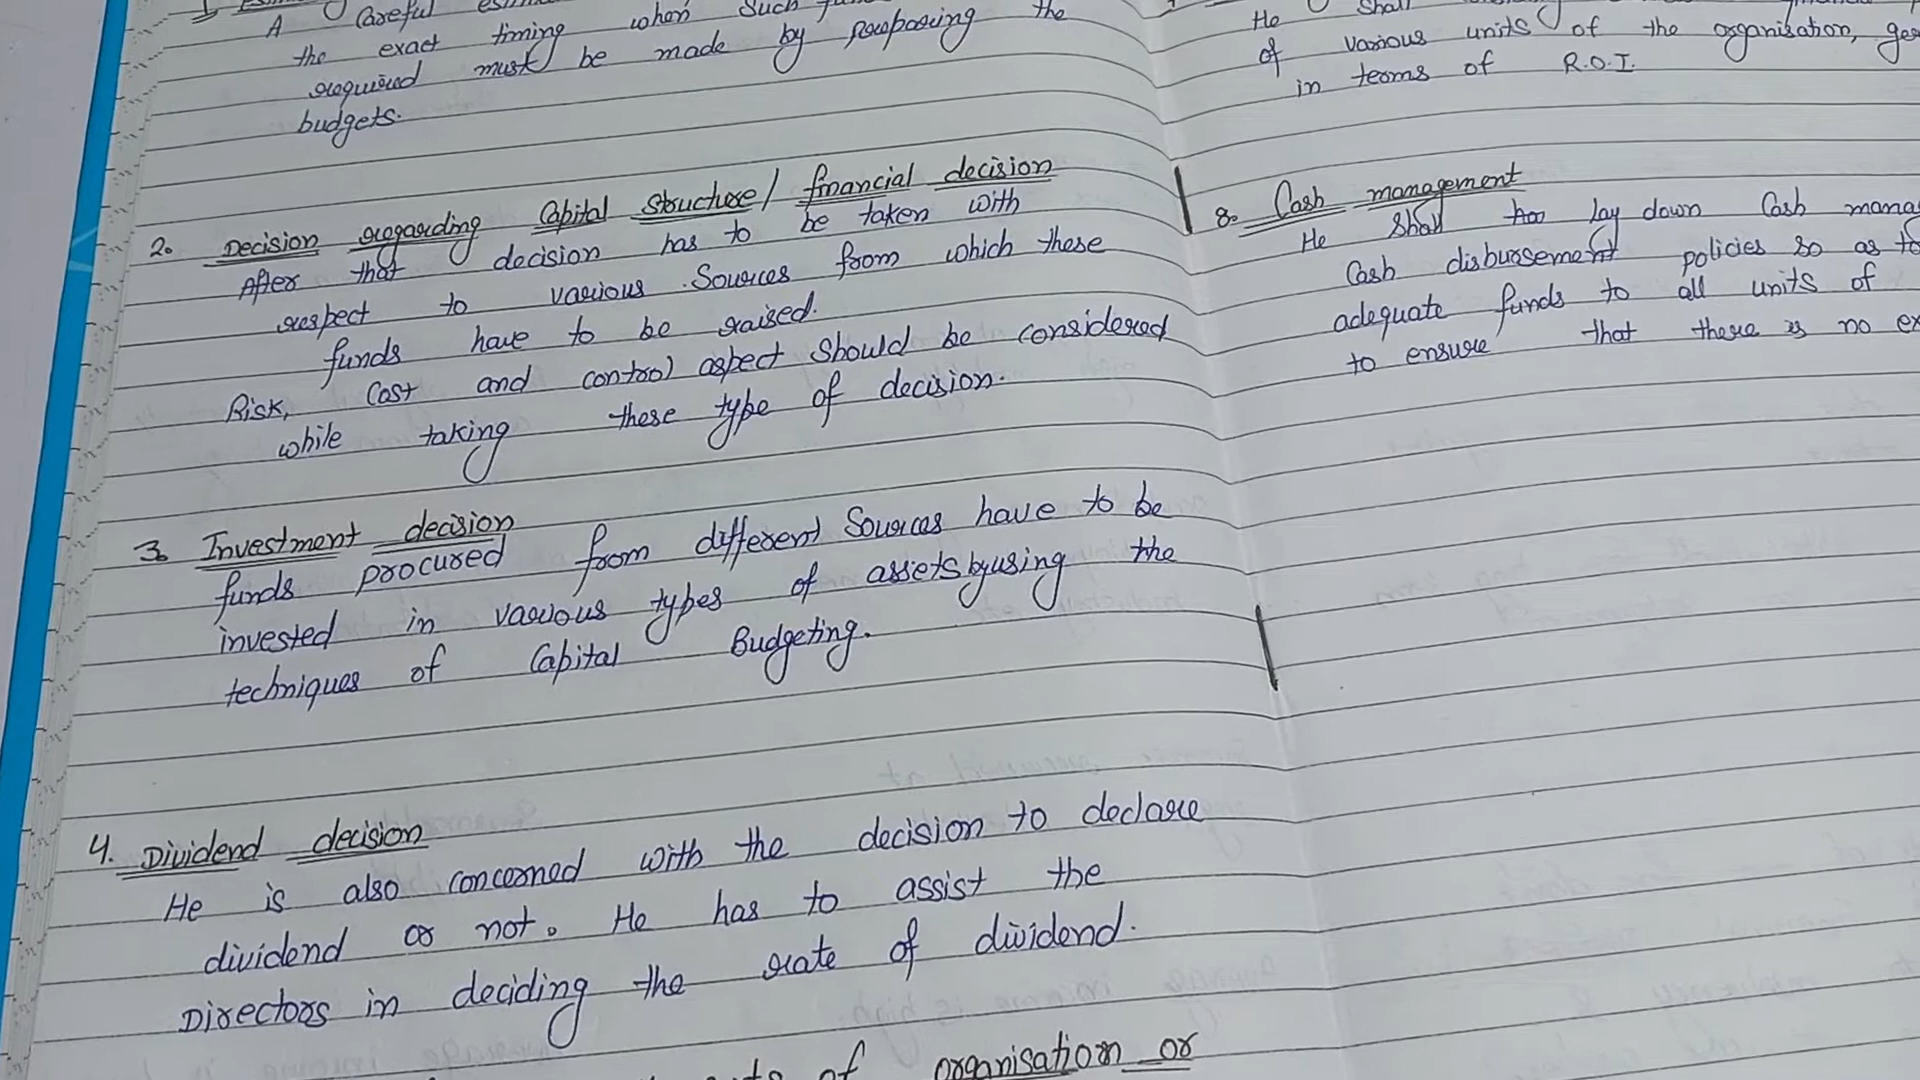 A Careful
the exact timing when such
required must be made by preparing the
budgets.
2. Decision regarding Capital Structure / financial decision
After that decision has to be taken with
respect to various Sources from which these
funds have to be raised.
Risk, Cost and control aspect should be considered
while taking these type of decision.
3. Investment decision
funds procured from different Sources have to be
invested in various types of assets by using the
techniques of Capital Budgeting.
4. Dividend decision
He is also concerned with the decision to declare
dividend or not. He has to assist the
Directors in deciding the rate of dividend.
of organisation or
He shall
of various units of the organisation,
in terms of R.O.I.
8. Cash management
He shall lay down Cash
Cash disbursement policies so as to
adequate funds to all units of
to ensure that there is no